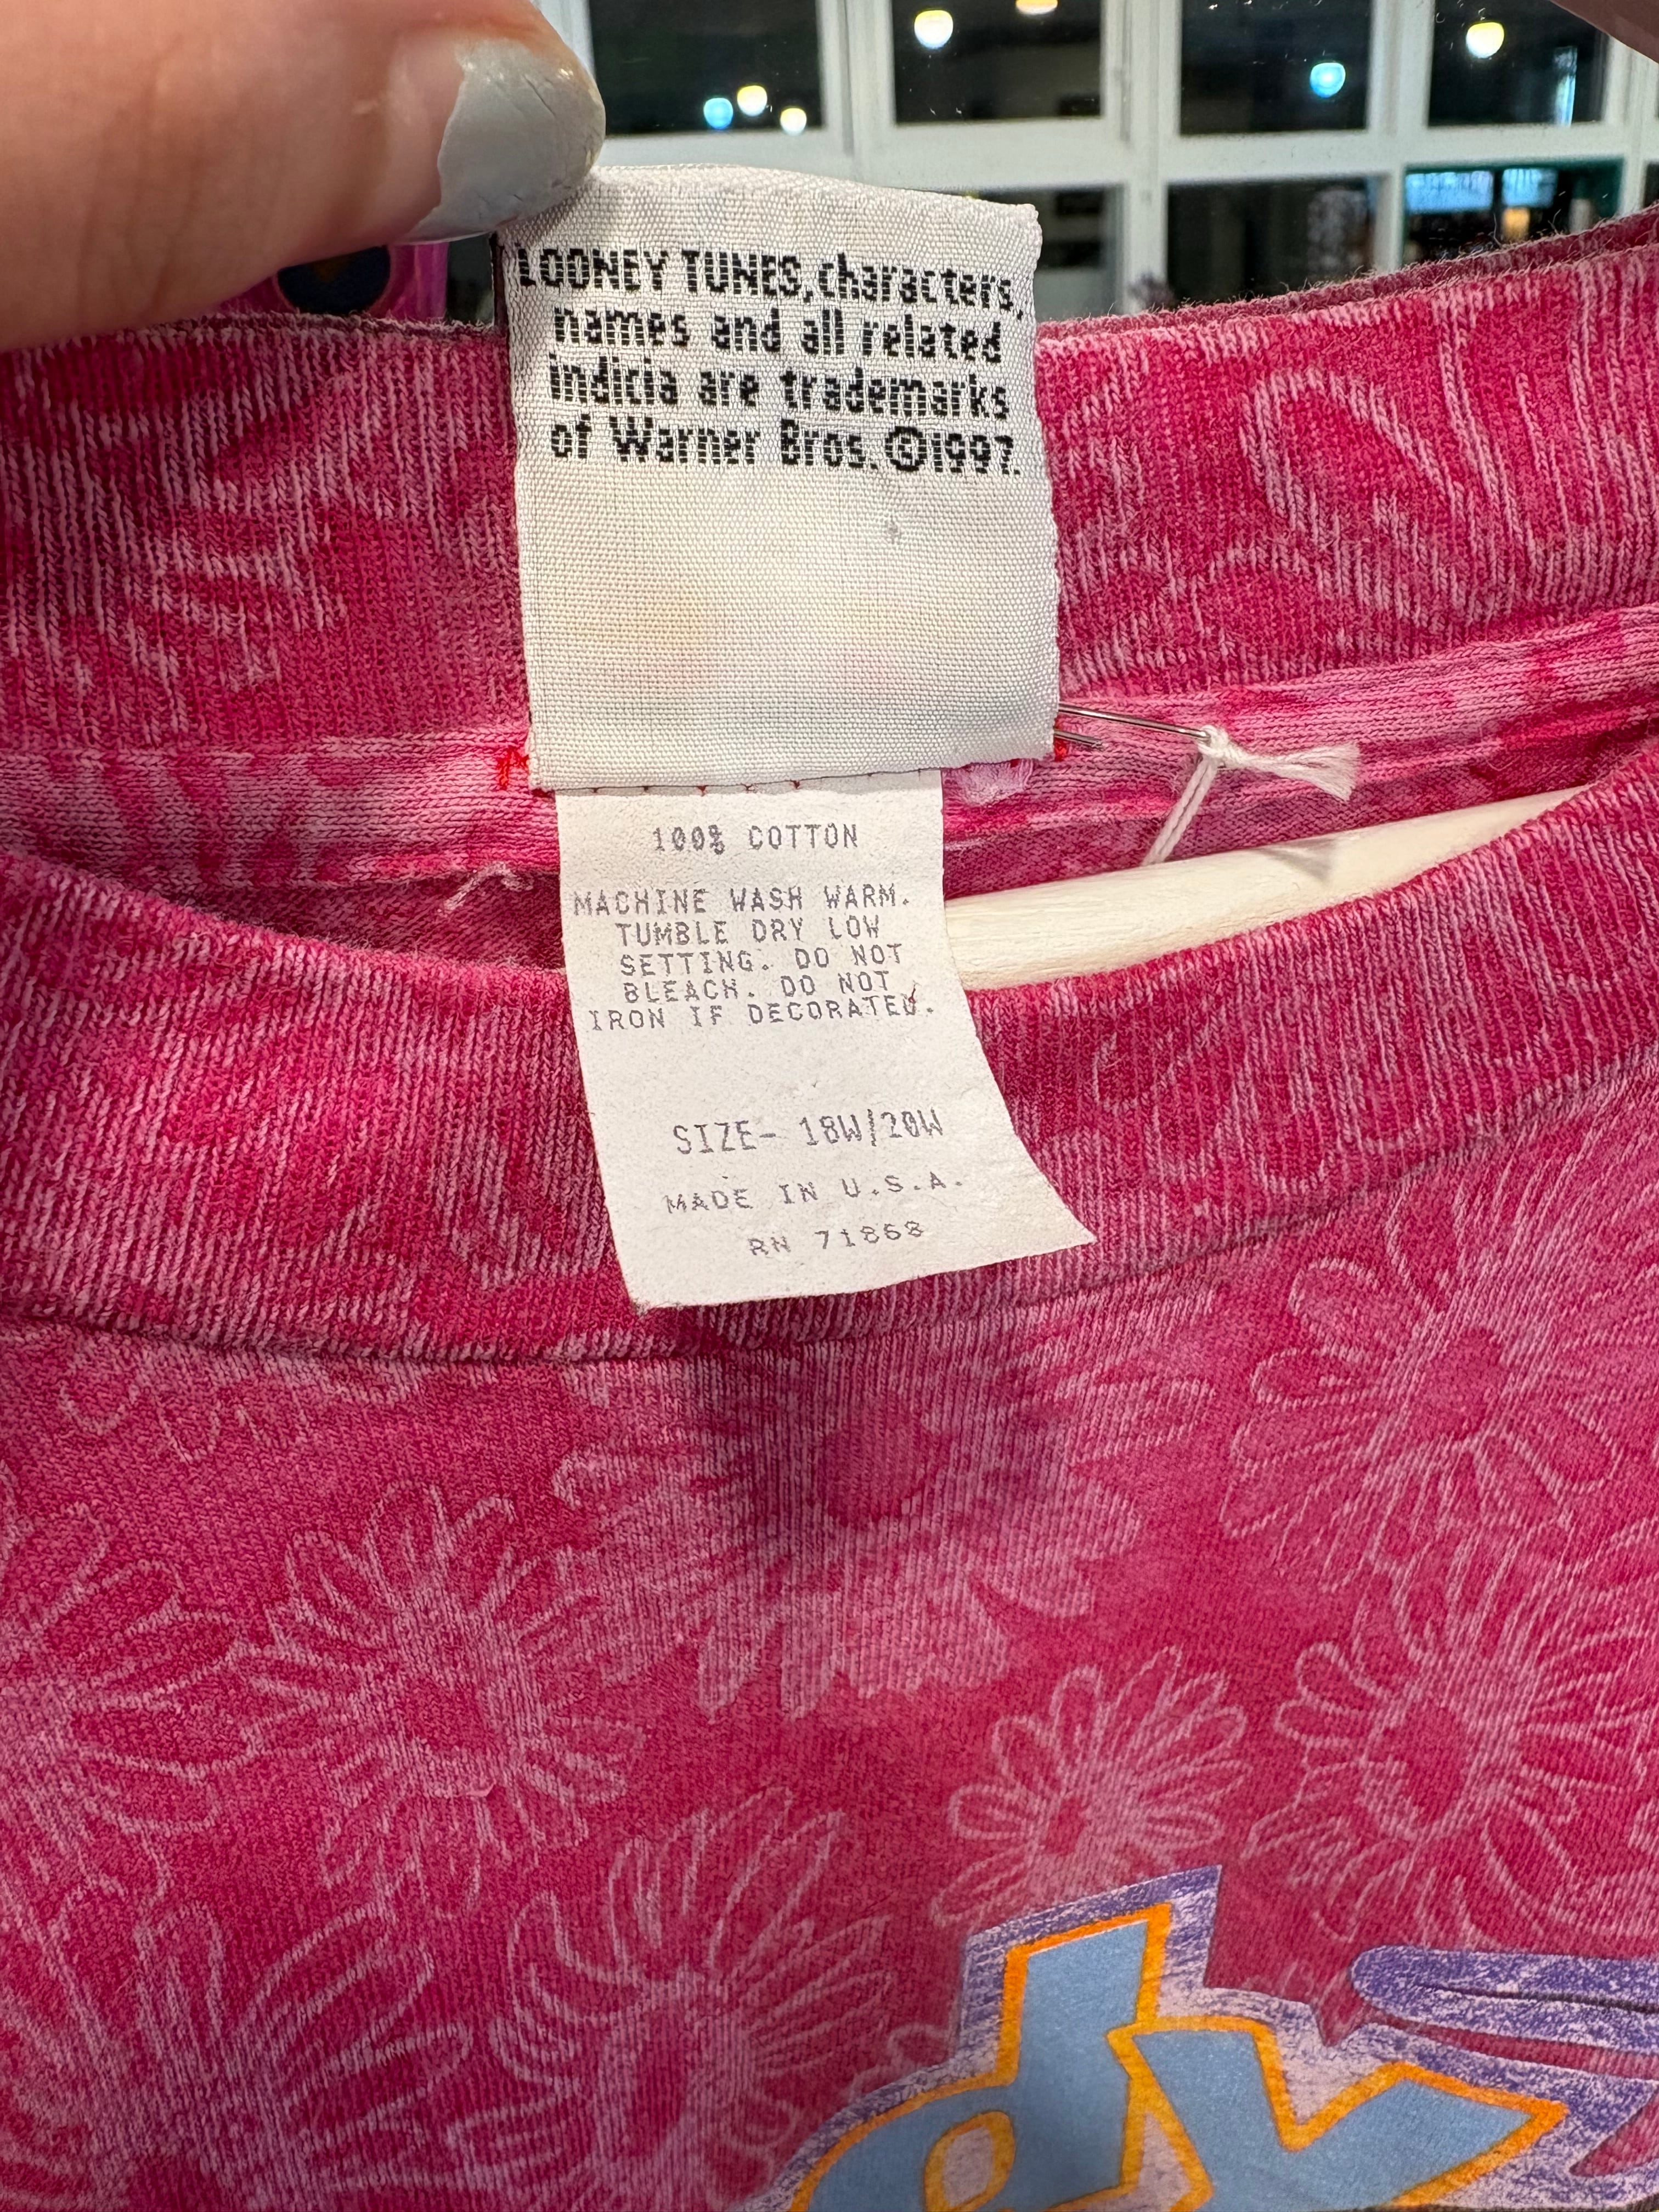 LOONEY TUNES, characters,
names and all related
indicia are trademarks
of Warner Bros. ©1997.
100% COTTON
MACHINE WASH WARM.
TUMBLE DRY LOW
SETTING. DO NOT
BLEACH. DO NOT
IRON IF DECORATED.
SIZE- 18W/20W
MADE IN U.S.A.
RN 71868